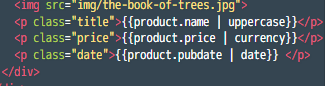 <img src="img/the-book-of-trees.jpg">
<p class="title">{{product.name | uppercase}}</p>
<p class="price">{{product.price | currency}}</p>
<p class="date">{{product.pubdate | date}} </p>
</div>